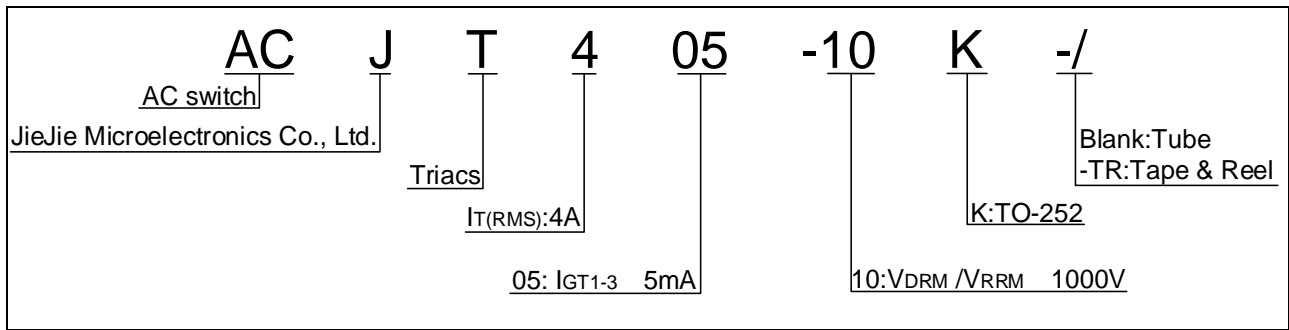 AC J T 4 05 -10 K -/
AC switch
JieJie Microelectronics Co., Ltd.
Blank:Tube
Triacs
-TR:Tape & Reel
IT(RMS):4A
K:TO-252
05: IGT1-3 5mA
10:VDRM /VRRM 1000V